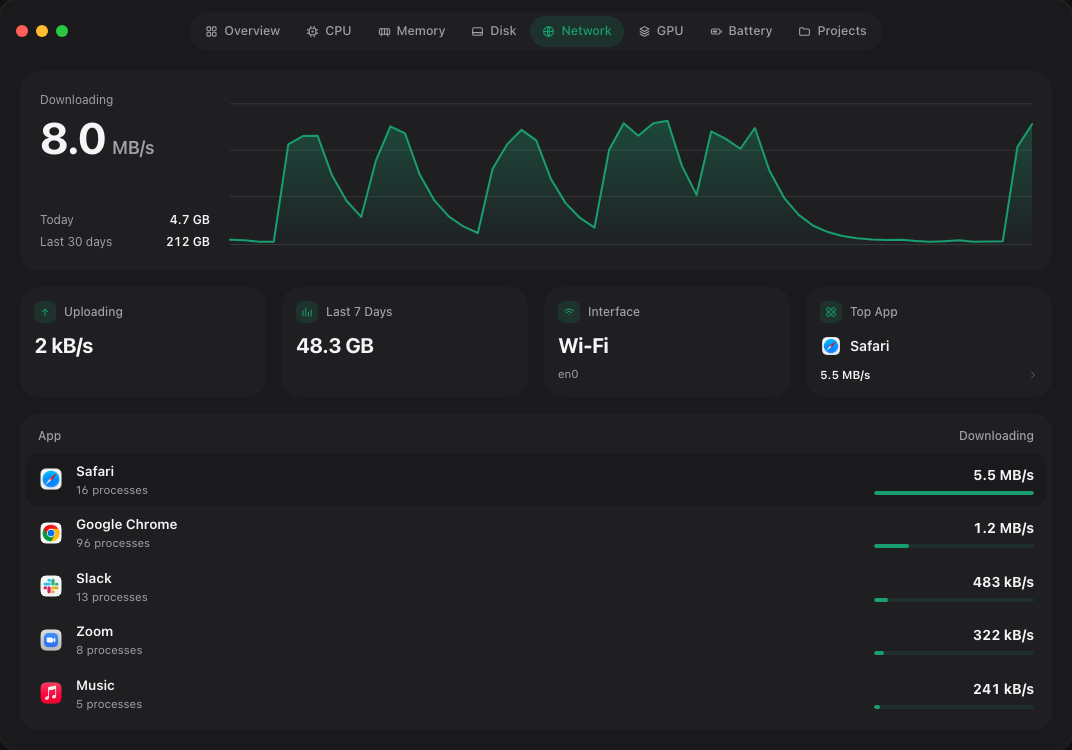 Overview CPU Memory Disk Network GPU Battery Projects
Downloading
8.0 MB/s
Today 4.7 GB
Last 30 days 212 GB
Uploading
2 kB/s
Last 7 Days
48.3 GB
Interface
Wi-Fi
en0
Top App
Safari
5.5 MB/s
App Downloading
Safari
16 processes
5.5 MB/s
Google Chrome
96 processes
1.2 MB/s
Slack
13 processes
483 kB/s
Zoom
8 processes
322 kB/s
Music
5 processes
241 kB/s